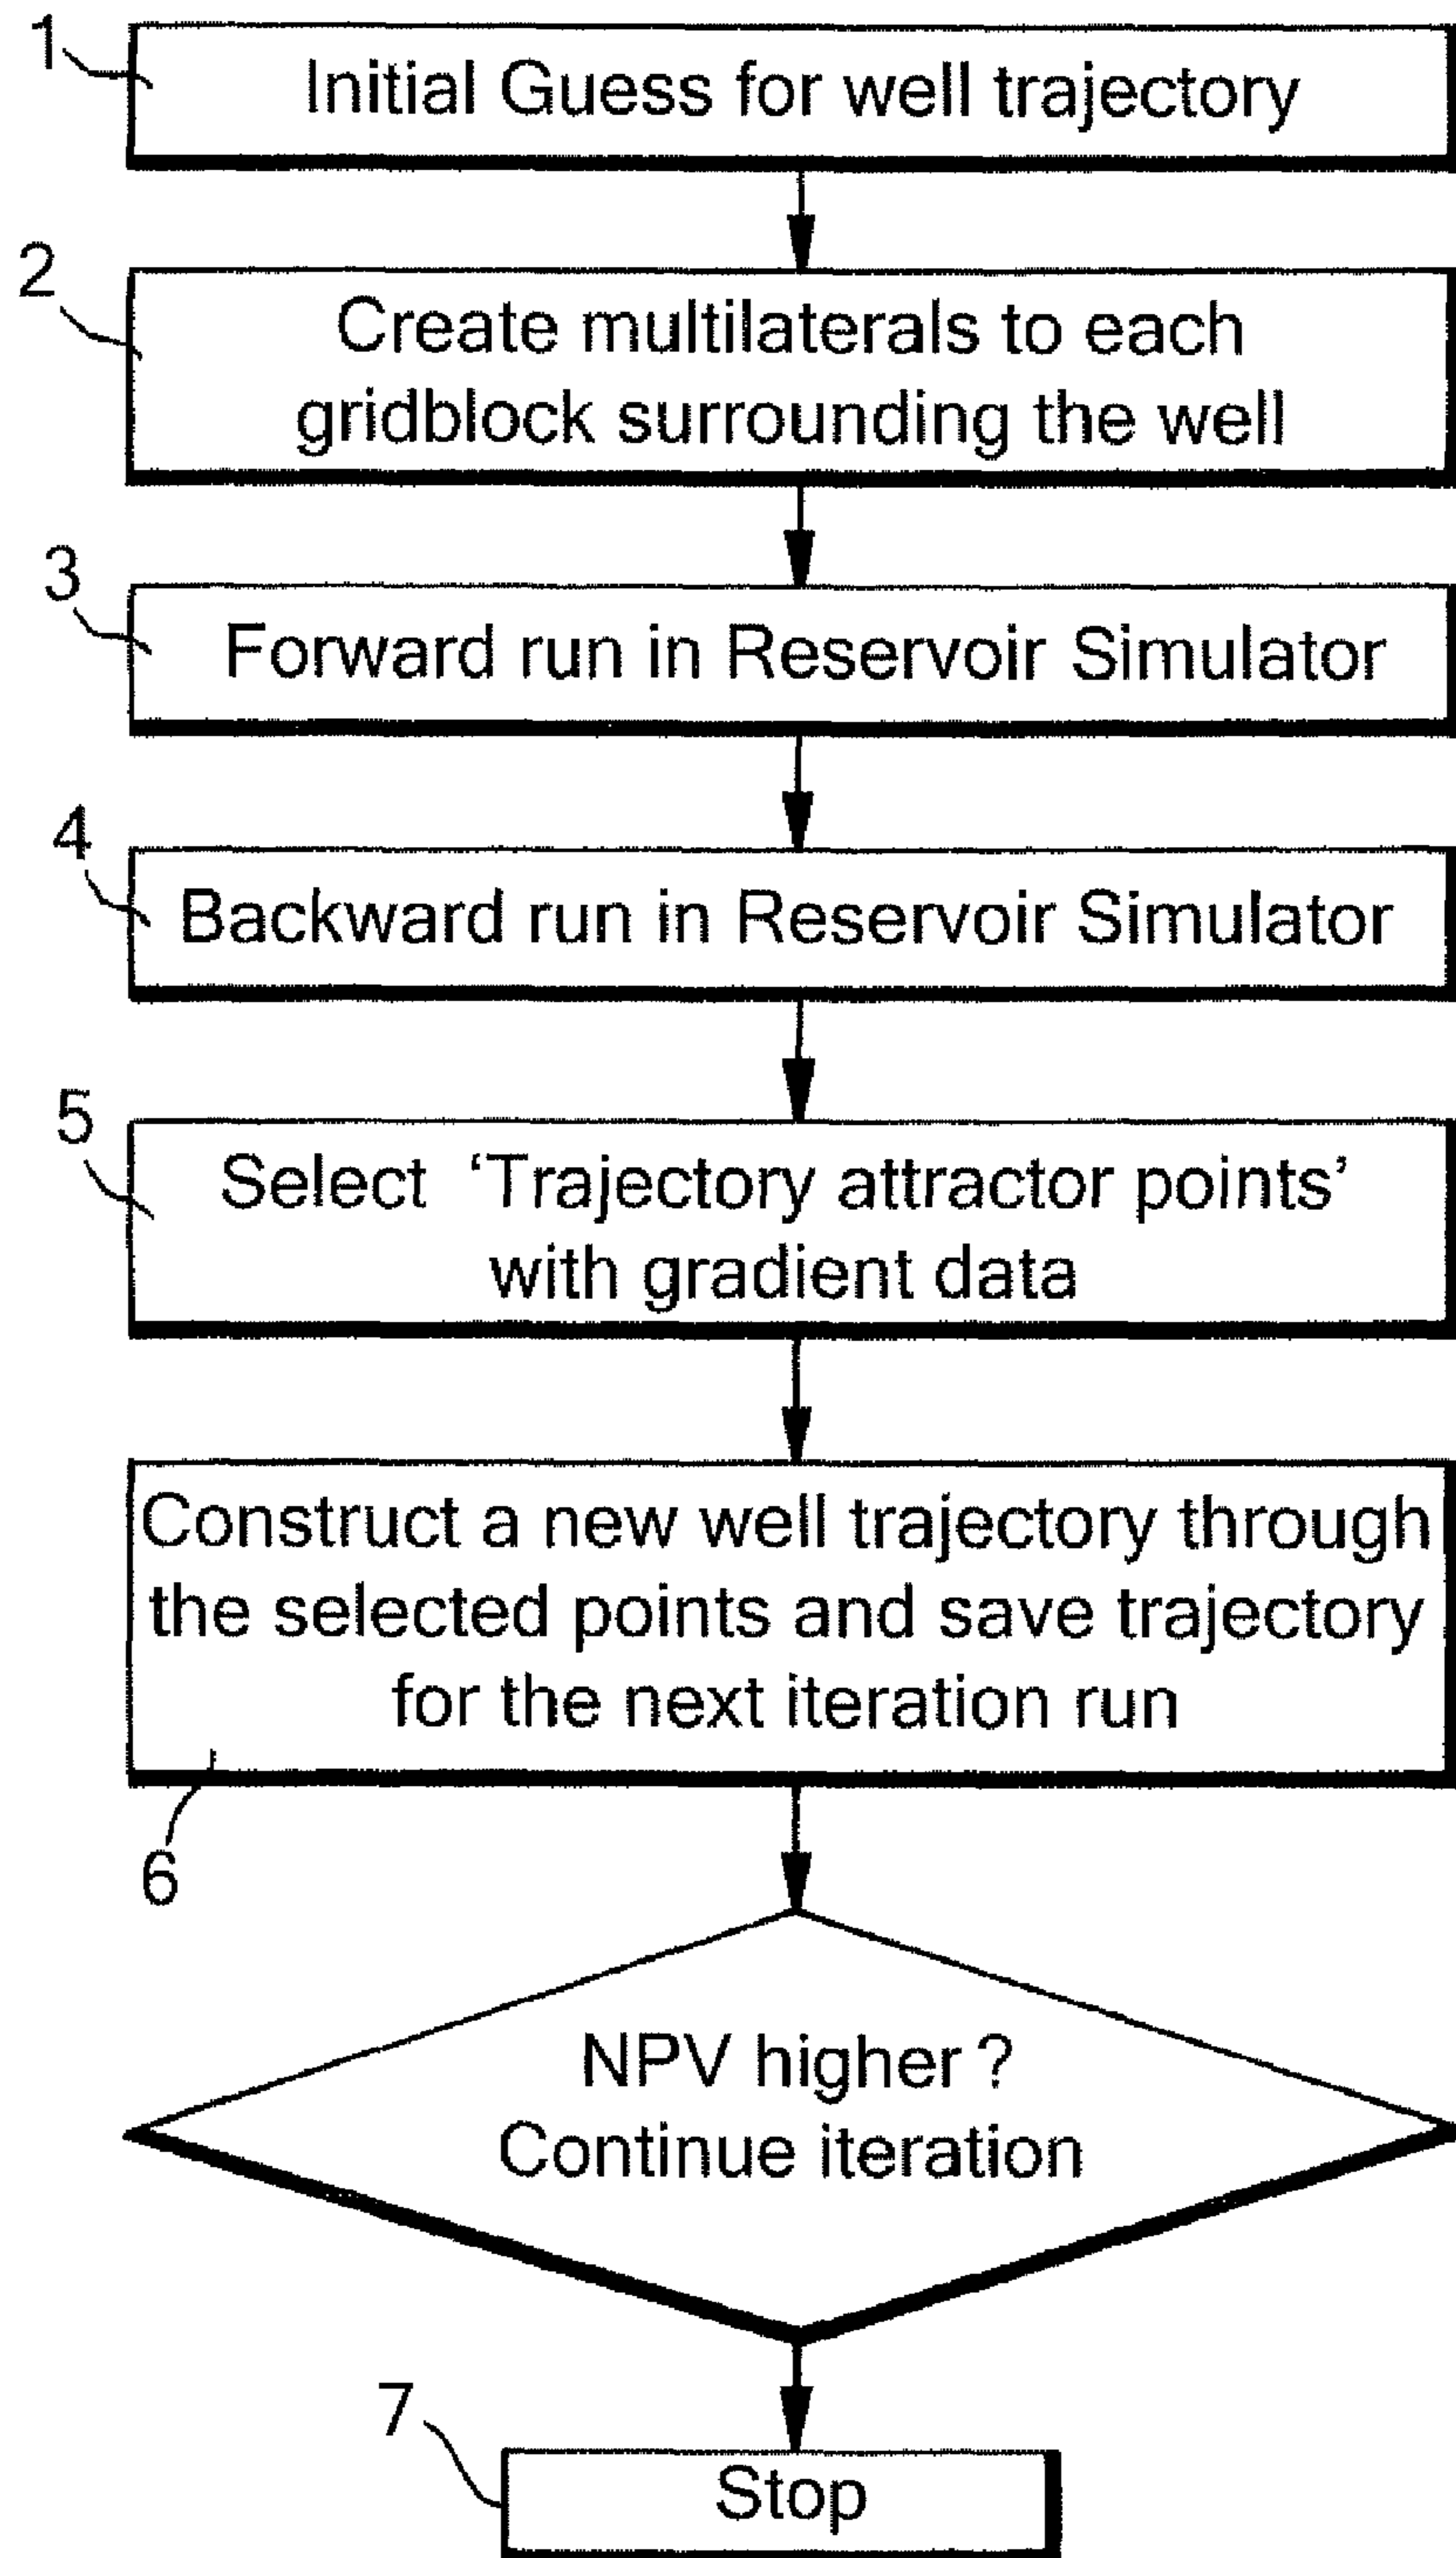 1
Initial Guess for well trajectory
2
Create multilaterals to each
gridblock surrounding the well
3
Forward run in Reservoir Simulator
4
Backward run in Reservoir Simulator
5
Select ‘Trajectory attractor points’
with gradient data
Construct a new well trajectory through
the selected points and save trajectory
for the next iteration run
6
NPV higher ?
Continue iteration
7
Stop